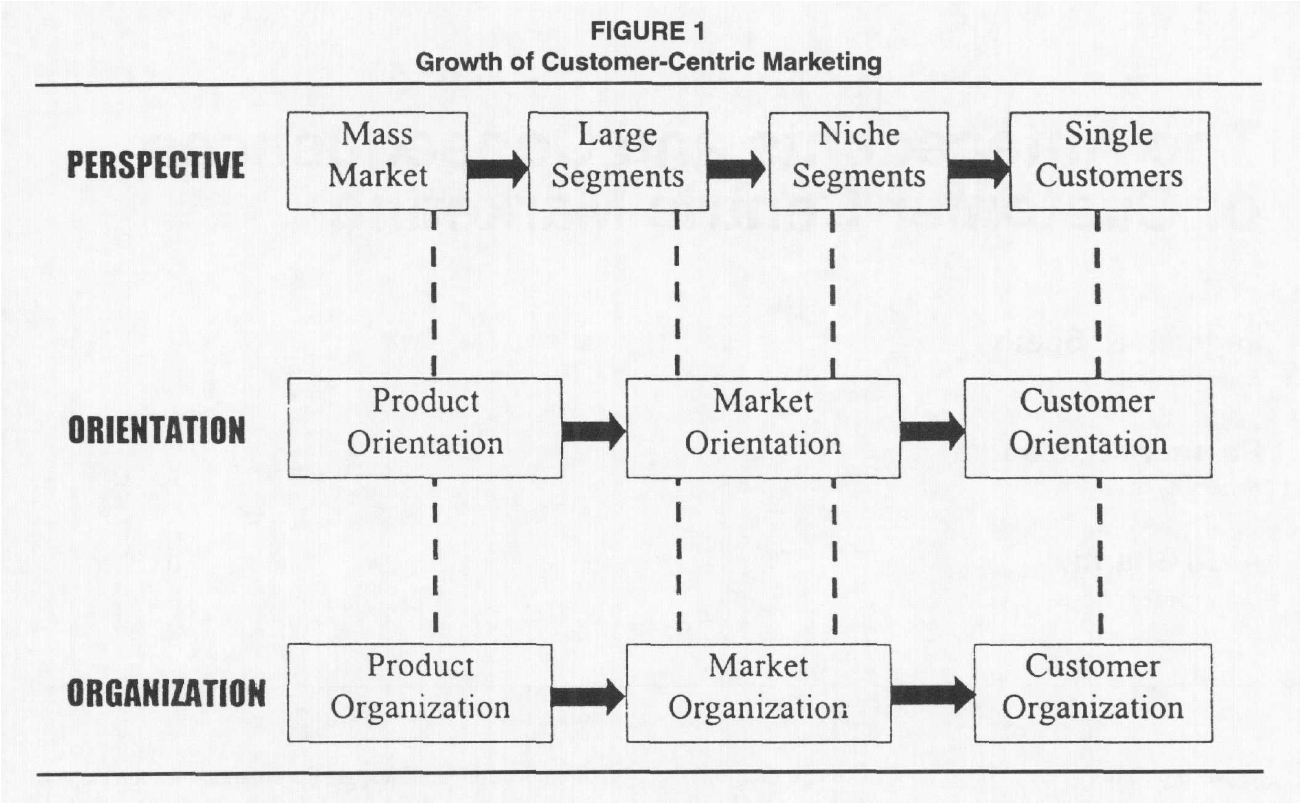 FIGURE 1
Growth of Customer-Centric Marketing
PERSPECTIVE
Mass
Market
Large
Segments
Niche
Segments
Single
Customers
ORIENTATION
Product
Orientation
Market
Orientation
Customer
Orientation
ORGANIZATION
Product
Organization
Market
Organization
Customer
Organization